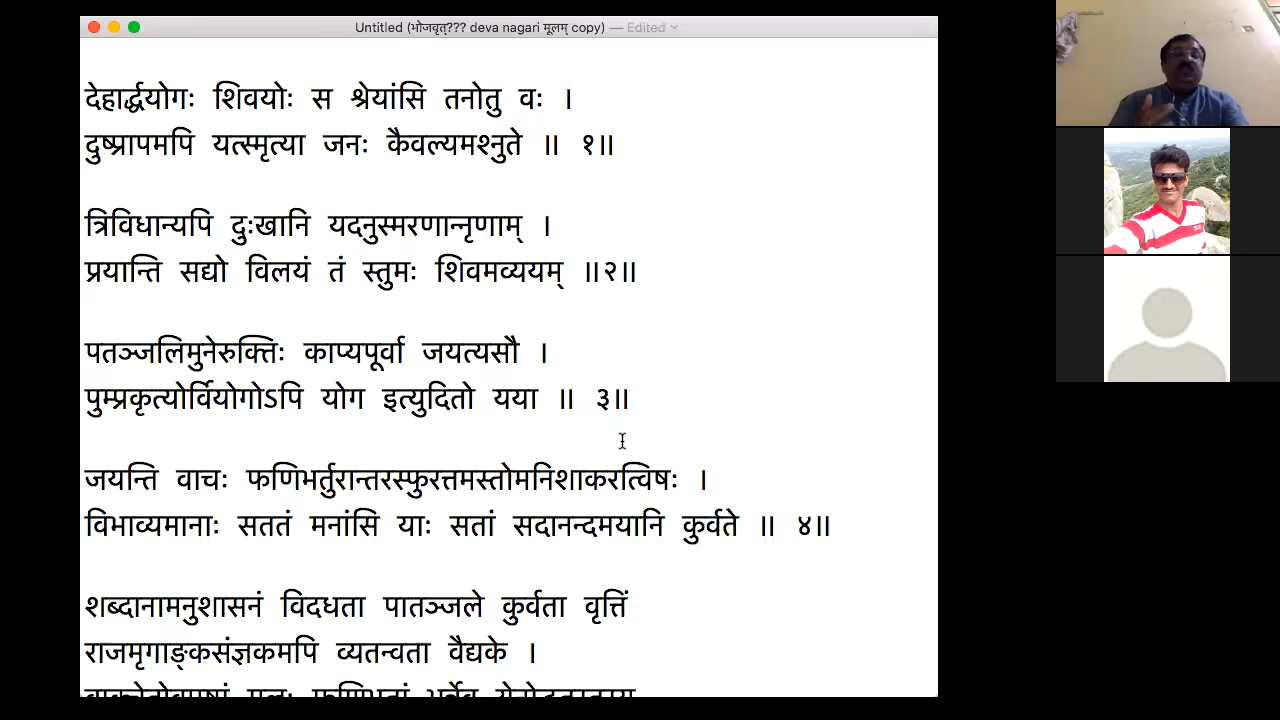 Untitled (भोजवृत्??? deva nagari मूलम् copy) — Edited
देहार्द्धयोगः शिवयोः स श्रेयांसि तनोतु वः ।
दुष्प्रापमपि यत्स्मृत्या जनः कैवल्यमश्नुते ॥ १॥
त्रिविधान्यपि दुःखानि यदनुस्मरणान्नृणाम् ।
प्रयान्ति सद्यो विलयं तं स्तुमः शिवमव्ययम् ॥२॥
पतञ्जलिमुनेरुक्तिः काप्यपूर्वा जयत्यसौ ।
पुम्प्रकृत्योर्वियोगोऽपि योग इत्युदितो यया ॥ ३॥
जयन्ति वाचः फणिभर्तुरान्तरस्फुरत्तमस्तोमनिशाकरत्विषः ।
विभाव्यमानाः सततं मनांसि याः सतां सदानन्दमयानि कुर्वते ॥ ४॥
शब्दानामनुशासनं विदधता पातञ्जले कुर्वता वृत्तिं
राजमृगाङ्कसंज्ञकमपि व्यतन्वता वैद्यके ।